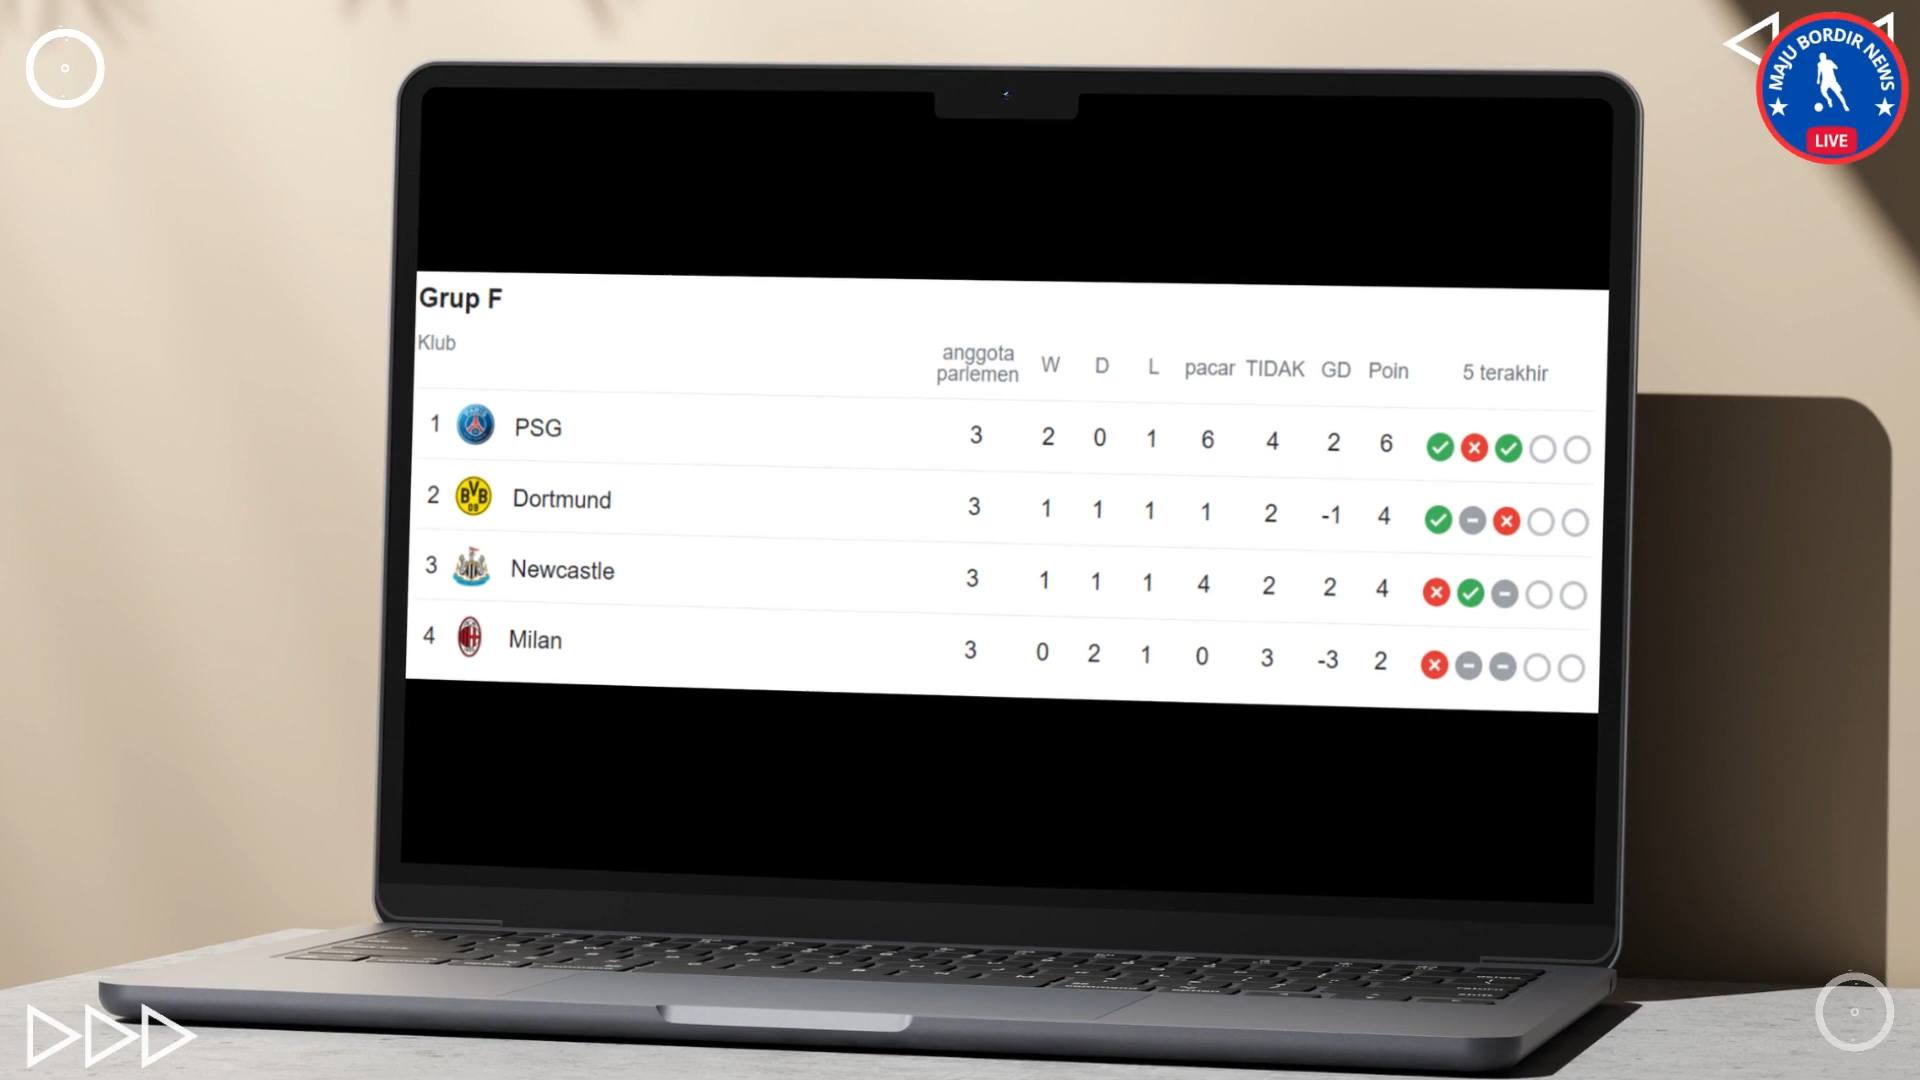 MAJU BORDIR NEWS
LIVE
Grup F
Klub anggota parlemen W D L pacar TIDAK GD Poin 5 terakhir
1 PSG 3 2 0 1 6 4 2 6
2 Dortmund 3 1 1 1 1 2 -1 4
3 Newcastle 3 1 1 1 4 2 2 4
4 Milan 3 0 2 1 0 3 -3 2